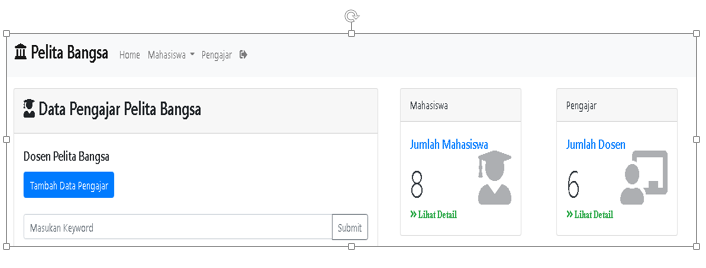 Pelita Bangsa Home Mahasiswa Pengajar
Data Pengajar Pelita Bangsa
Dosen Pelita Bangsa
Tambah Data Pengajar
Masukan Keyword Submit
Mahasiswa
Jumlah Mahasiswa
8
Lihat Detail
Pengajar
Jumlah Dosen
6
Lihat Detail